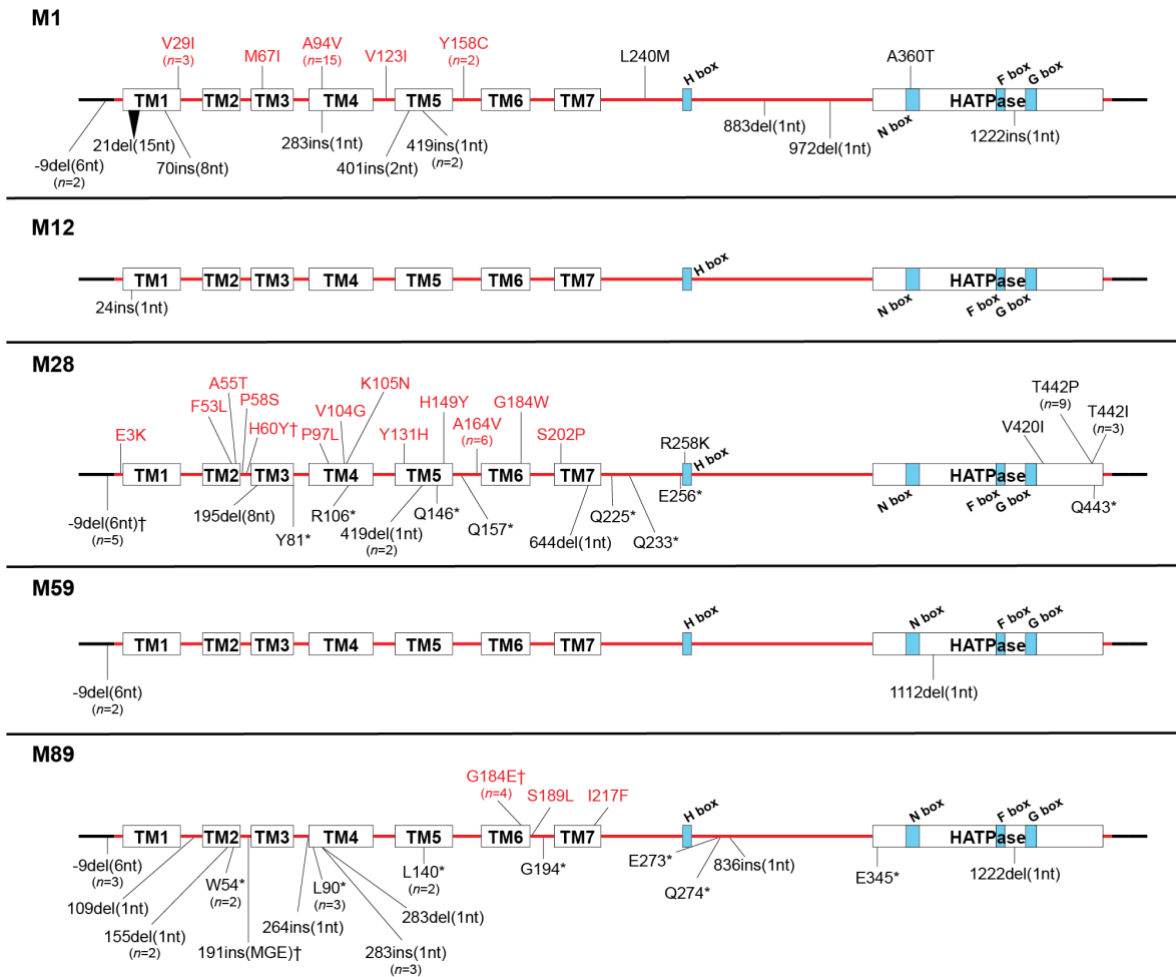 M1
V29I
(n=3)
M67I
A94V
(n=15)
V123I
Y158C
(n=2)
L240M
H box
A360T
F box
G box
TM1
TM2
TM3
TM4
TM5
TM6
TM7
HATPase
N box
-9del(6nt)
(n=2)
21del(15nt)
70ins(8nt)
283ins(1nt)
401ins(2nt)
419ins(1nt)
(n=2)
883del(1nt)
972del(1nt)
1222ins(1nt)
M12
H box
TM1
TM2
TM3
TM4
TM5
TM6
TM7
HATPase
N box
F box
G box
24ins(1nt)
M28
E3K
F53L
A55T
P58S
H60Y†
P97L
V104G
K105N
Y131H
H149Y
A164V
(n=6)
G184W
S202P
R258K
H box
V420I
T442P
(n=9)
T442I
(n=3)
TM1
TM2
TM3
TM4
TM5
TM6
TM7
HATPase
N box
F box
G box
-9del(6nt)†
(n=5)
195del(8nt)
Y81*
R106*
419del(1nt)
(n=2)
Q146*
Q157*
644del(1nt)
Q225*
Q233*
E256*
Q443*
M59
H box
N box
F box
G box
TM1
TM2
TM3
TM4
TM5
TM6
TM7
HATPase
-9del(6nt)
(n=2)
1112del(1nt)
M89
G184E†
(n=4)
S189L
I217F
H box
N box
F box
G box
TM1
TM2
TM3
TM4
TM5
TM6
TM7
HATPase
-9del(6nt)
(n=3)
109del(1nt)
155del(1nt)
(n=2)
W54*
(n=2)
191ins(MGE)†
264ins(1nt)
L90*
(n=3)
283ins(1nt)
(n=3)
283del(1nt)
L140*
(n=2)
G194*
E273*
Q274*
836ins(1nt)
E345*
1222del(1nt)